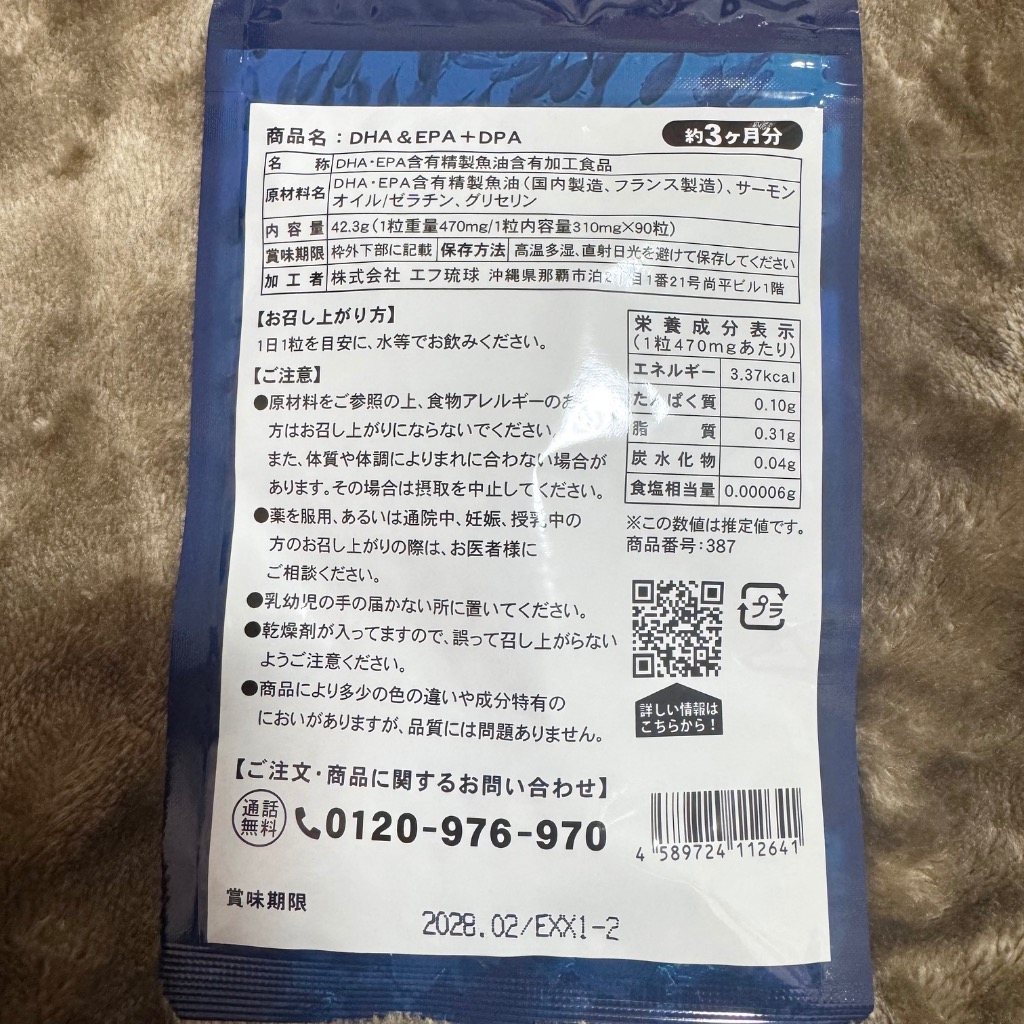 商品名：DHA＆EPA＋DPA
約3ヶ月分
名称 DHA・EPA含有精製魚油含有加工食品
原材料名 DHA・EPA含有精製魚油（国内製造、フランス製造）、サーモン
オイル/ゼラチン、グリセリン
内容量 42.3g（1粒重量470mg/1粒内容量310mg×90粒）
賞味期限 枠外下部に記載 保存方法 高温多湿、直射日光を避けて保存してください
加工者 株式会社 エフ琉球 沖縄県那覇市泊2丁目1番21号尚平ビル1階
【お召し上がり方】
1日1粒を目安に、水等でお飲みください。
【ご注意】
●原材料をご参照の上、食物アレルギーのある
方はお召し上がりにならないでください。
また、体質や体調によりまれに合わない場合が
あります。その場合は摂取を中止してください。
●薬を服用、あるいは通院中、妊娠、授乳中の
方のお召し上がりの際は、お医者様に
ご相談ください。
●乳幼児の手の届かない所に置いてください。
●乾燥剤が入ってますので、誤って召し上がらない
ようご注意ください。
●商品により多少の色の違いや成分特有の
においがありますが、品質には問題ありません。
栄養成分表示
（1粒470mgあたり）
エネルギー 3.37kcal
たんぱく質 0.10g
脂質 0.31g
炭水化物 0.04g
食塩相当量 0.00006g
※この数値は推定値です。
商品番号：387
プラ
詳しい情報は
こちらから！
【ご注文・商品に関するお問い合わせ】
通話
無料
0120-976-970
4 589724 112641
賞味期限
2028.02/EXX1-2